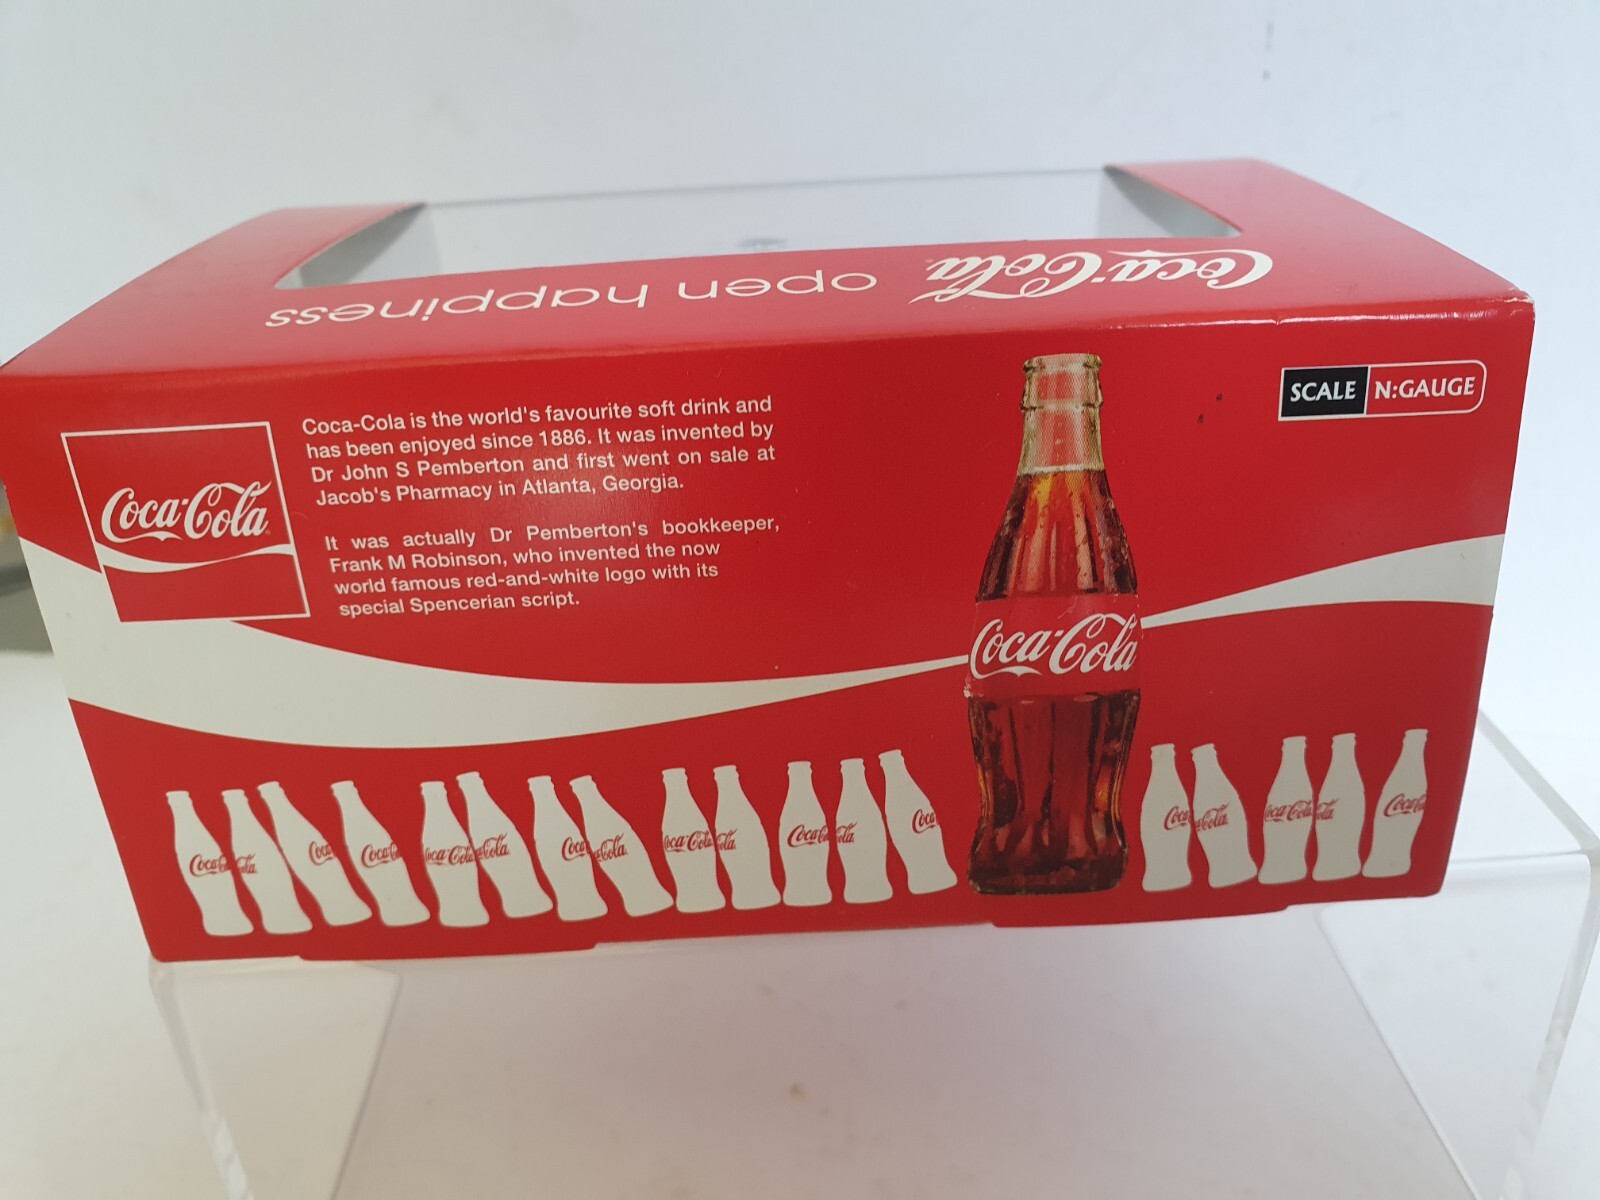 Coca-Cola open happiness
SCALE N:GAUGE
Coca-Cola
Coca-Cola is the world's favourite soft drink and
has been enjoyed since 1886. It was invented by
Dr John S Pemberton and first went on sale at
Jacob's Pharmacy in Atlanta, Georgia.
It was actually Dr Pemberton's bookkeeper,
Frank M Robinson, who invented the now
world famous red-and-white logo with its
special Spencerian script.
Coca-Cola